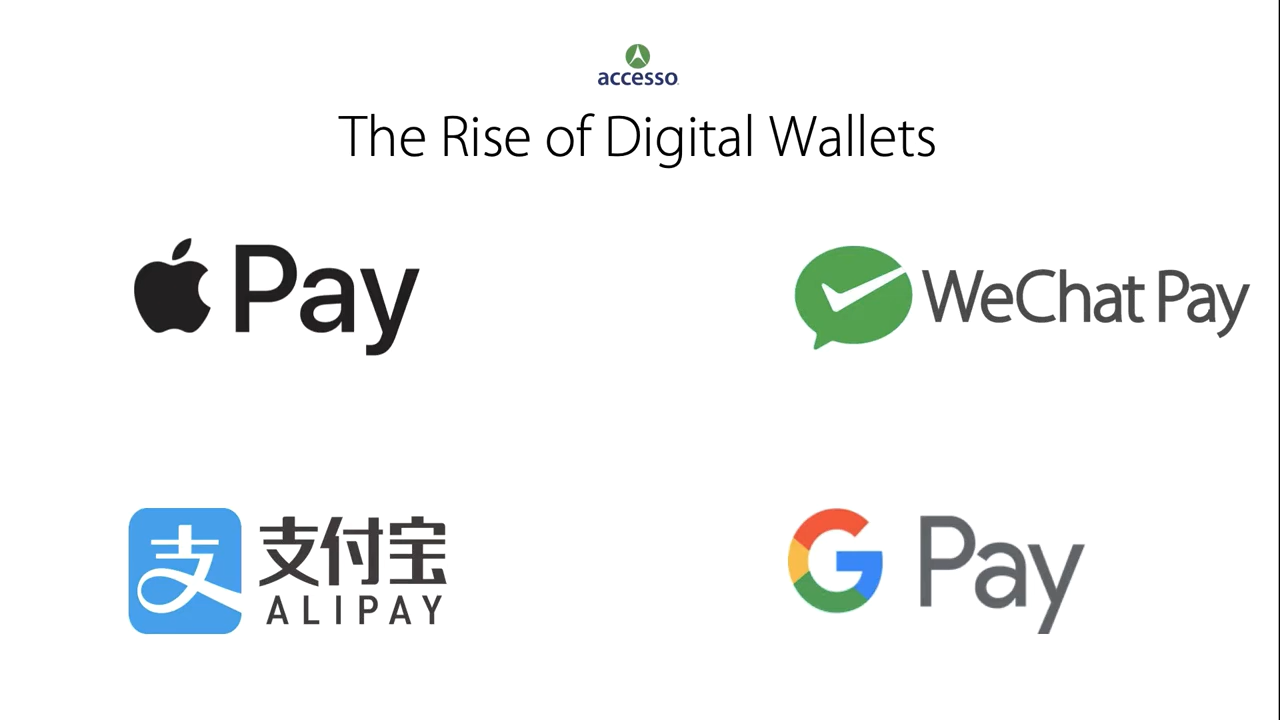 accesso
The Rise of Digital Wallets
Pay
WeChat Pay
支付宝
ALIPAY
G Pay